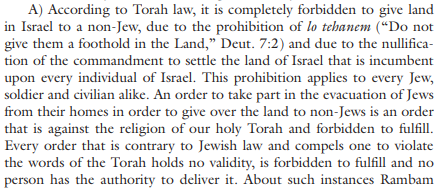 A) According to Torah law, it is completely forbidden to give land
in Israel to a non-Jew, due to the prohibition of lo tehanem (“Do not
give them a foothold in the Land,” Deut. 7:2) and due to the nullifica-
tion of the commandment to settle the land of Israel that is incumbent
upon every individual of Israel. This prohibition applies to every Jew,
soldier and civilian alike. An order to take part in the evacuation of Jews
from their homes in order to give over the land to non-Jews is an order
that is against the religion of our holy Torah and forbidden to fulfill.
Every order that is contrary to Jewish law and compels one to violate
the words of the Torah holds no validity, is forbidden to fulfill and no
person has the authority to deliver it. About such instances Rambam